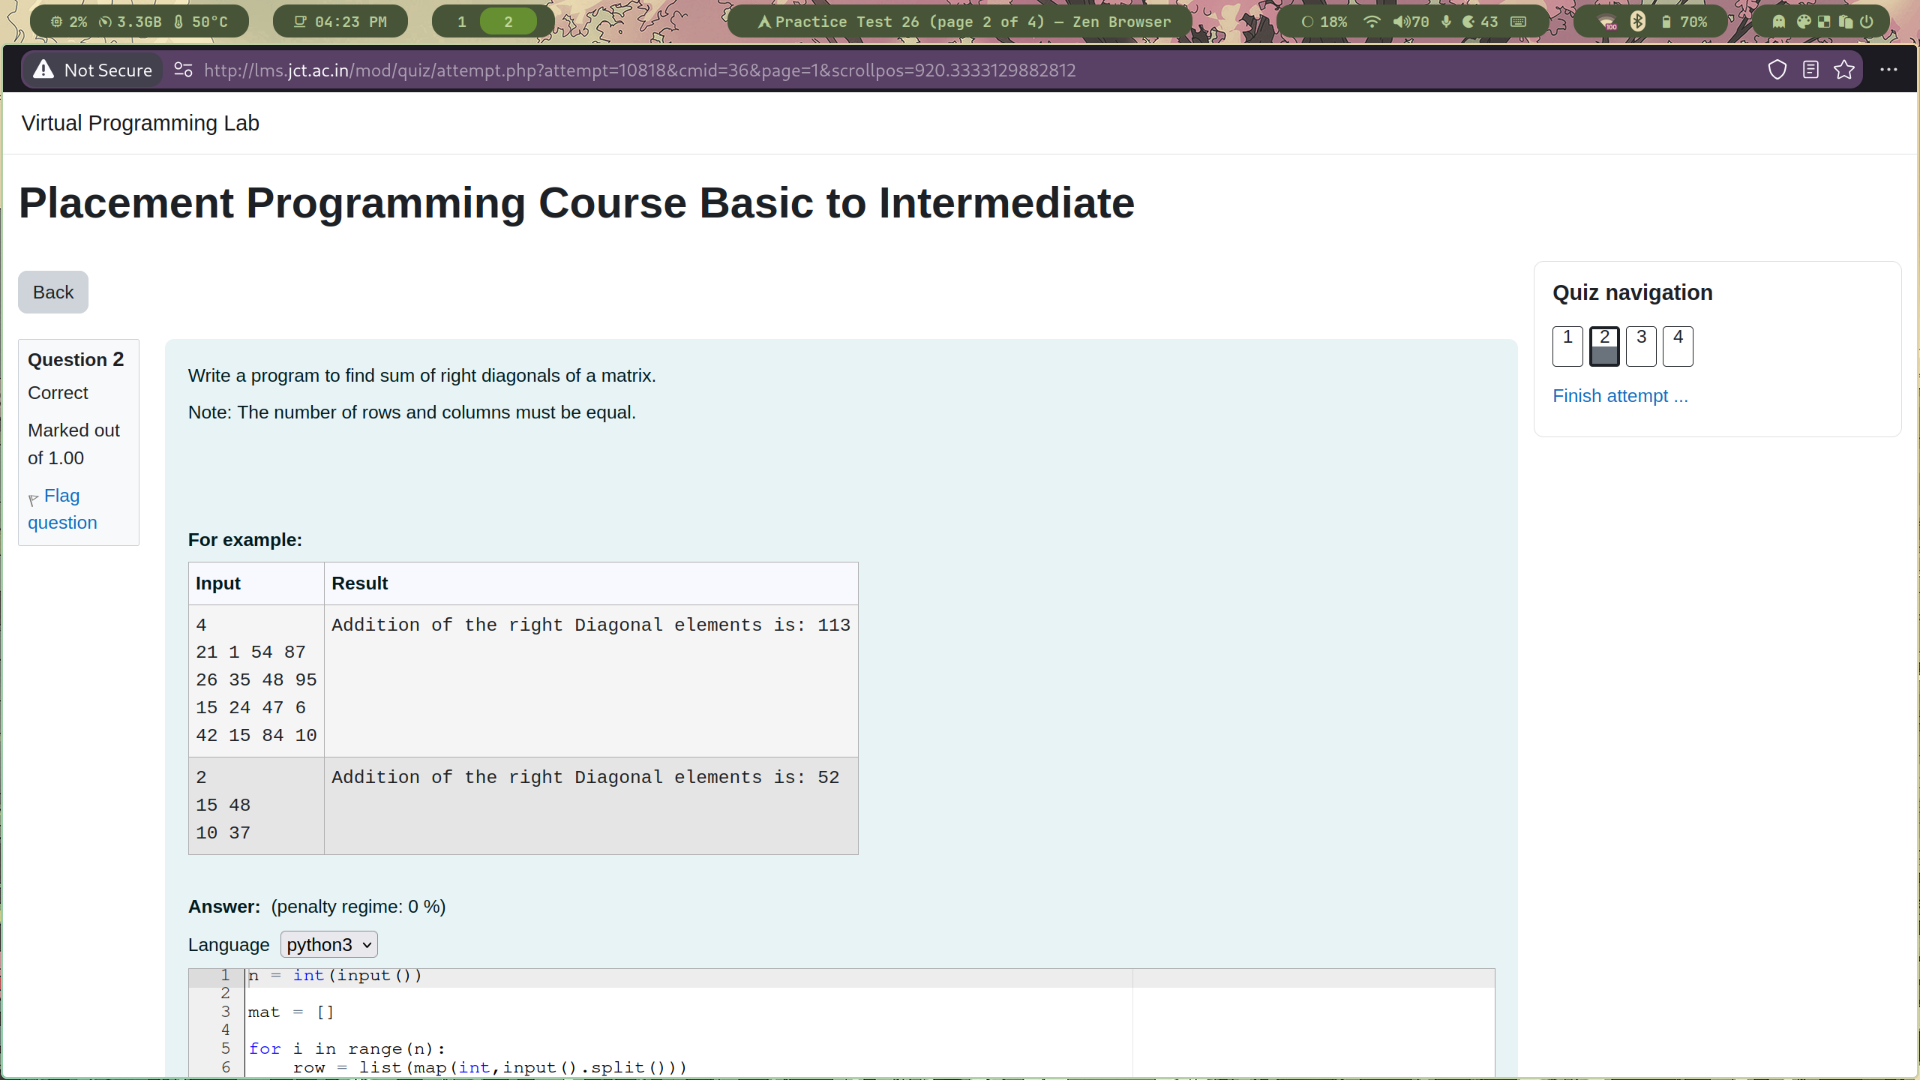 2% 3.3GB 50°C 04:23 PM 1 2 Practice Test 26 (page 2 of 4) — Zen Browser 18% 70 43 100 70%
Not Secure http://lms.jct.ac.in/mod/quiz/attempt.php?attempt=10818&cmid=36&page=1&scrollpos=920.3333129882812
Virtual Programming Lab
Placement Programming Course Basic to Intermediate
Back
Question 2
Correct
Marked out
of 1.00
Flag
question
Write a program to find sum of right diagonals of a matrix.
Note: The number of rows and columns must be equal.
For example:
Input Result
4 Addition of the right Diagonal elements is: 113
21 1 54 87
26 35 48 95
15 24 47 6
42 15 84 10
2 Addition of the right Diagonal elements is: 52
15 48
10 37
Answer: (penalty regime: 0 %)
Language python3
1 n = int(input())
2
3 mat = []
4
5 for i in range(n):
6     row = list(map(int,input().split()))
Quiz navigation
1 2 3 4
Finish attempt ...